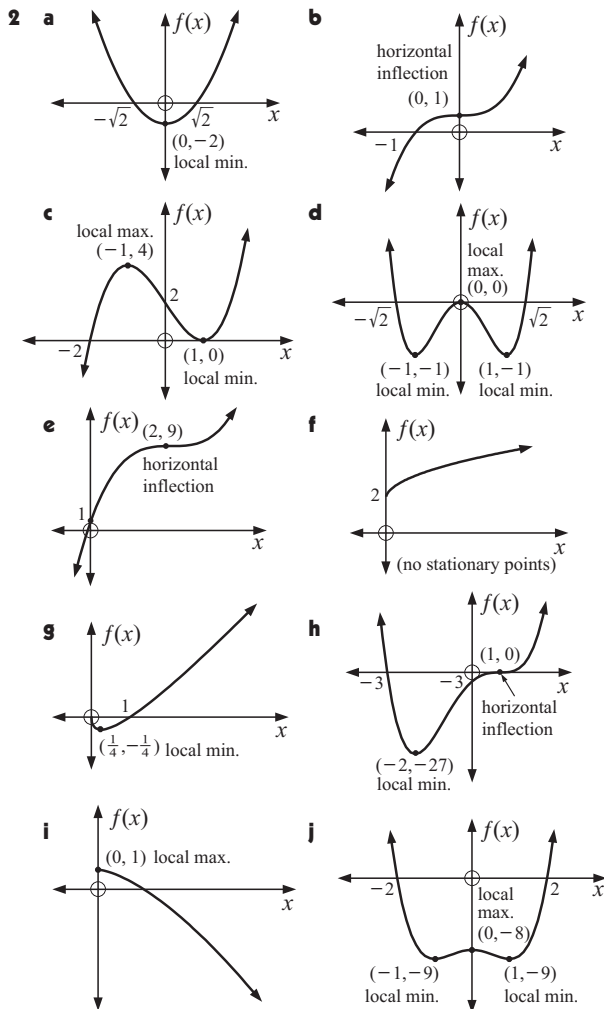 2 a f(x)
−√2 √2 x
(0, −2)
local min.
b f(x)
horizontal
inflection
(0, 1)
−1 x
c f(x)
local max.
(−1, 4)
2
−2 x
(1, 0)
local min.
d f(x)
local
max.
(0, 0)
−√2 √2 x
(−1, −1) (1, −1)
local min. local min.
e f(x) (2, 9)
horizontal
inflection
1
x
f f(x)
2
x
(no stationary points)
g f(x)
1
x
(1/4, −1/4) local min.
h f(x)
(1, 0)
−3 −3 x
horizontal
inflection
(−2, −27)
local min.
i f(x)
(0, 1) local max.
x
j f(x)
−2 2 x
local
max.
(0, −8)
(−1, −9) (1, −9)
local min. local min.